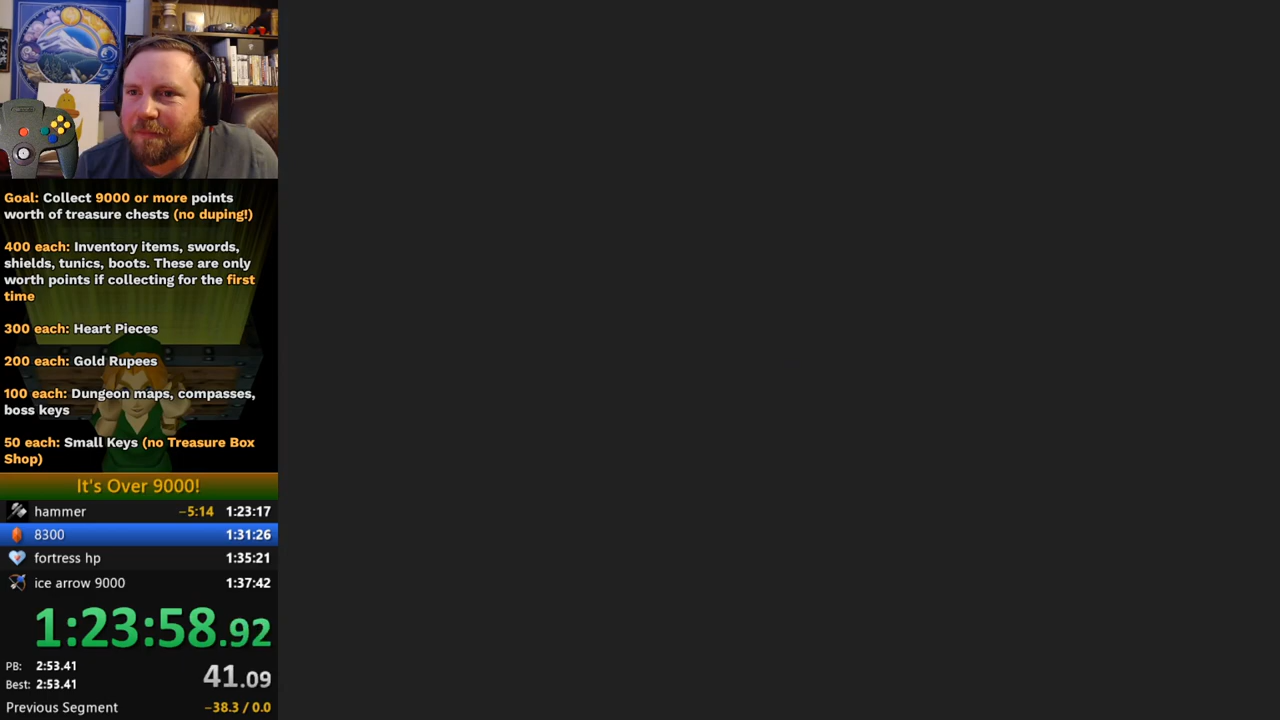 Goal: Collect 9000 or more points
worth of treasure chests (no duping!)
400 each: Inventory items, swords,
shields, tunics, boots. These are only
worth points if collecting for the first
time
300 each: Heart Pieces
200 each: Gold Rupees
100 each: Dungeon maps, compasses,
boss keys
50 each: Small Keys (no Treasure Box
Shop)
It's Over 9000!
hammer −5:14 1:23:17
8300 1:31:26
fortress hp 1:35:21
ice arrow 9000 1:37:42
1:23:58.92
PB: 2:53.41
41.09
Best: 2:53.41
Previous Segment −38.3 / 0.0